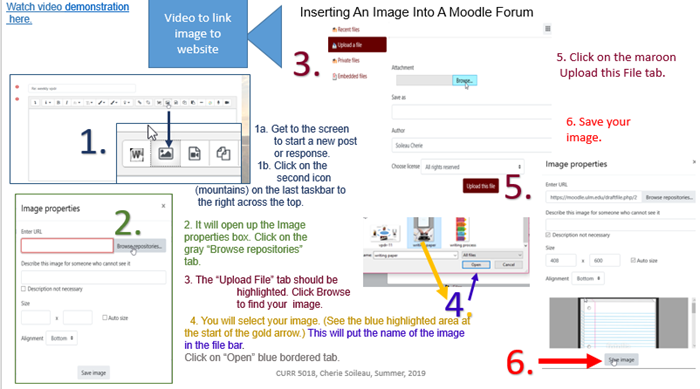 Watch video demonstration
here.
Video to link
image to
website
Inserting An Image Into A Moodle Forum
1.
1a. Get to the screen
to start a new post
or response.
1b. Click on the
second icon
(mountains) on the last taskbar to
the right across the top.
2.
Image properties
x
Enter URL
Browse repositories...
Describe this image for someone who cannot see it
Description not necessary
Size
x
Auto size
Alignment
Bottom
Save image
2. It will open up the Image
properties box. Click on the
gray "Browse repositories"
tab.
3. The "Upload File" tab should be
highlighted. Click Browse
to find your image.
4. You will select your image. (See the blue highlighted area at
the start of the gold arrow.) This will put the name of the image
in the file bar.
Click on "Open" blue bordered tab.
CURR 5018, Cherie Soileau, Summer, 2019
3.
Recent files
Upload a file
Private files
Embedded files
Attachment
Browse...
Save as
Author
Soileau Cherie
Choose license
All rights reserved
Upload this file
5.
writing paper
writing process
writing paper
All files
Open
Cancel
4.
5. Click on the maroon
Upload this File tab.
6. Save your
image.
Image properties
x
Enter URL
https://moodle.ulm.edu/draftfile.php/2
Browse repositories...
Describe this image for someone who cannot see it
Description not necessary
Size
408 x 600
Auto size
Alignment
Bottom
6.
Save image